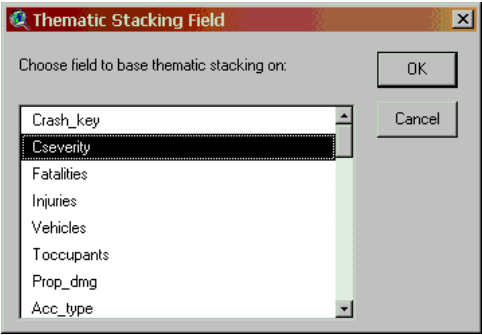 Thematic Stacking Field
Choose field to base thematic stacking on:
OK
Cancel
Crash_key
Cseverity
Fatalities
Injuries
Vehicles
Toccupants
Prop_dmg
Acc_type